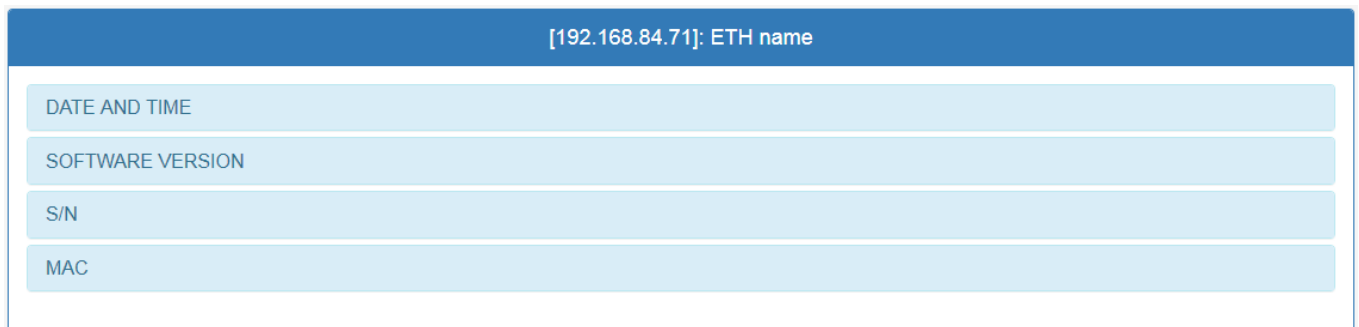 [192.168.84.71]: ETH name
DATE AND TIME
SOFTWARE VERSION
S/N
MAC